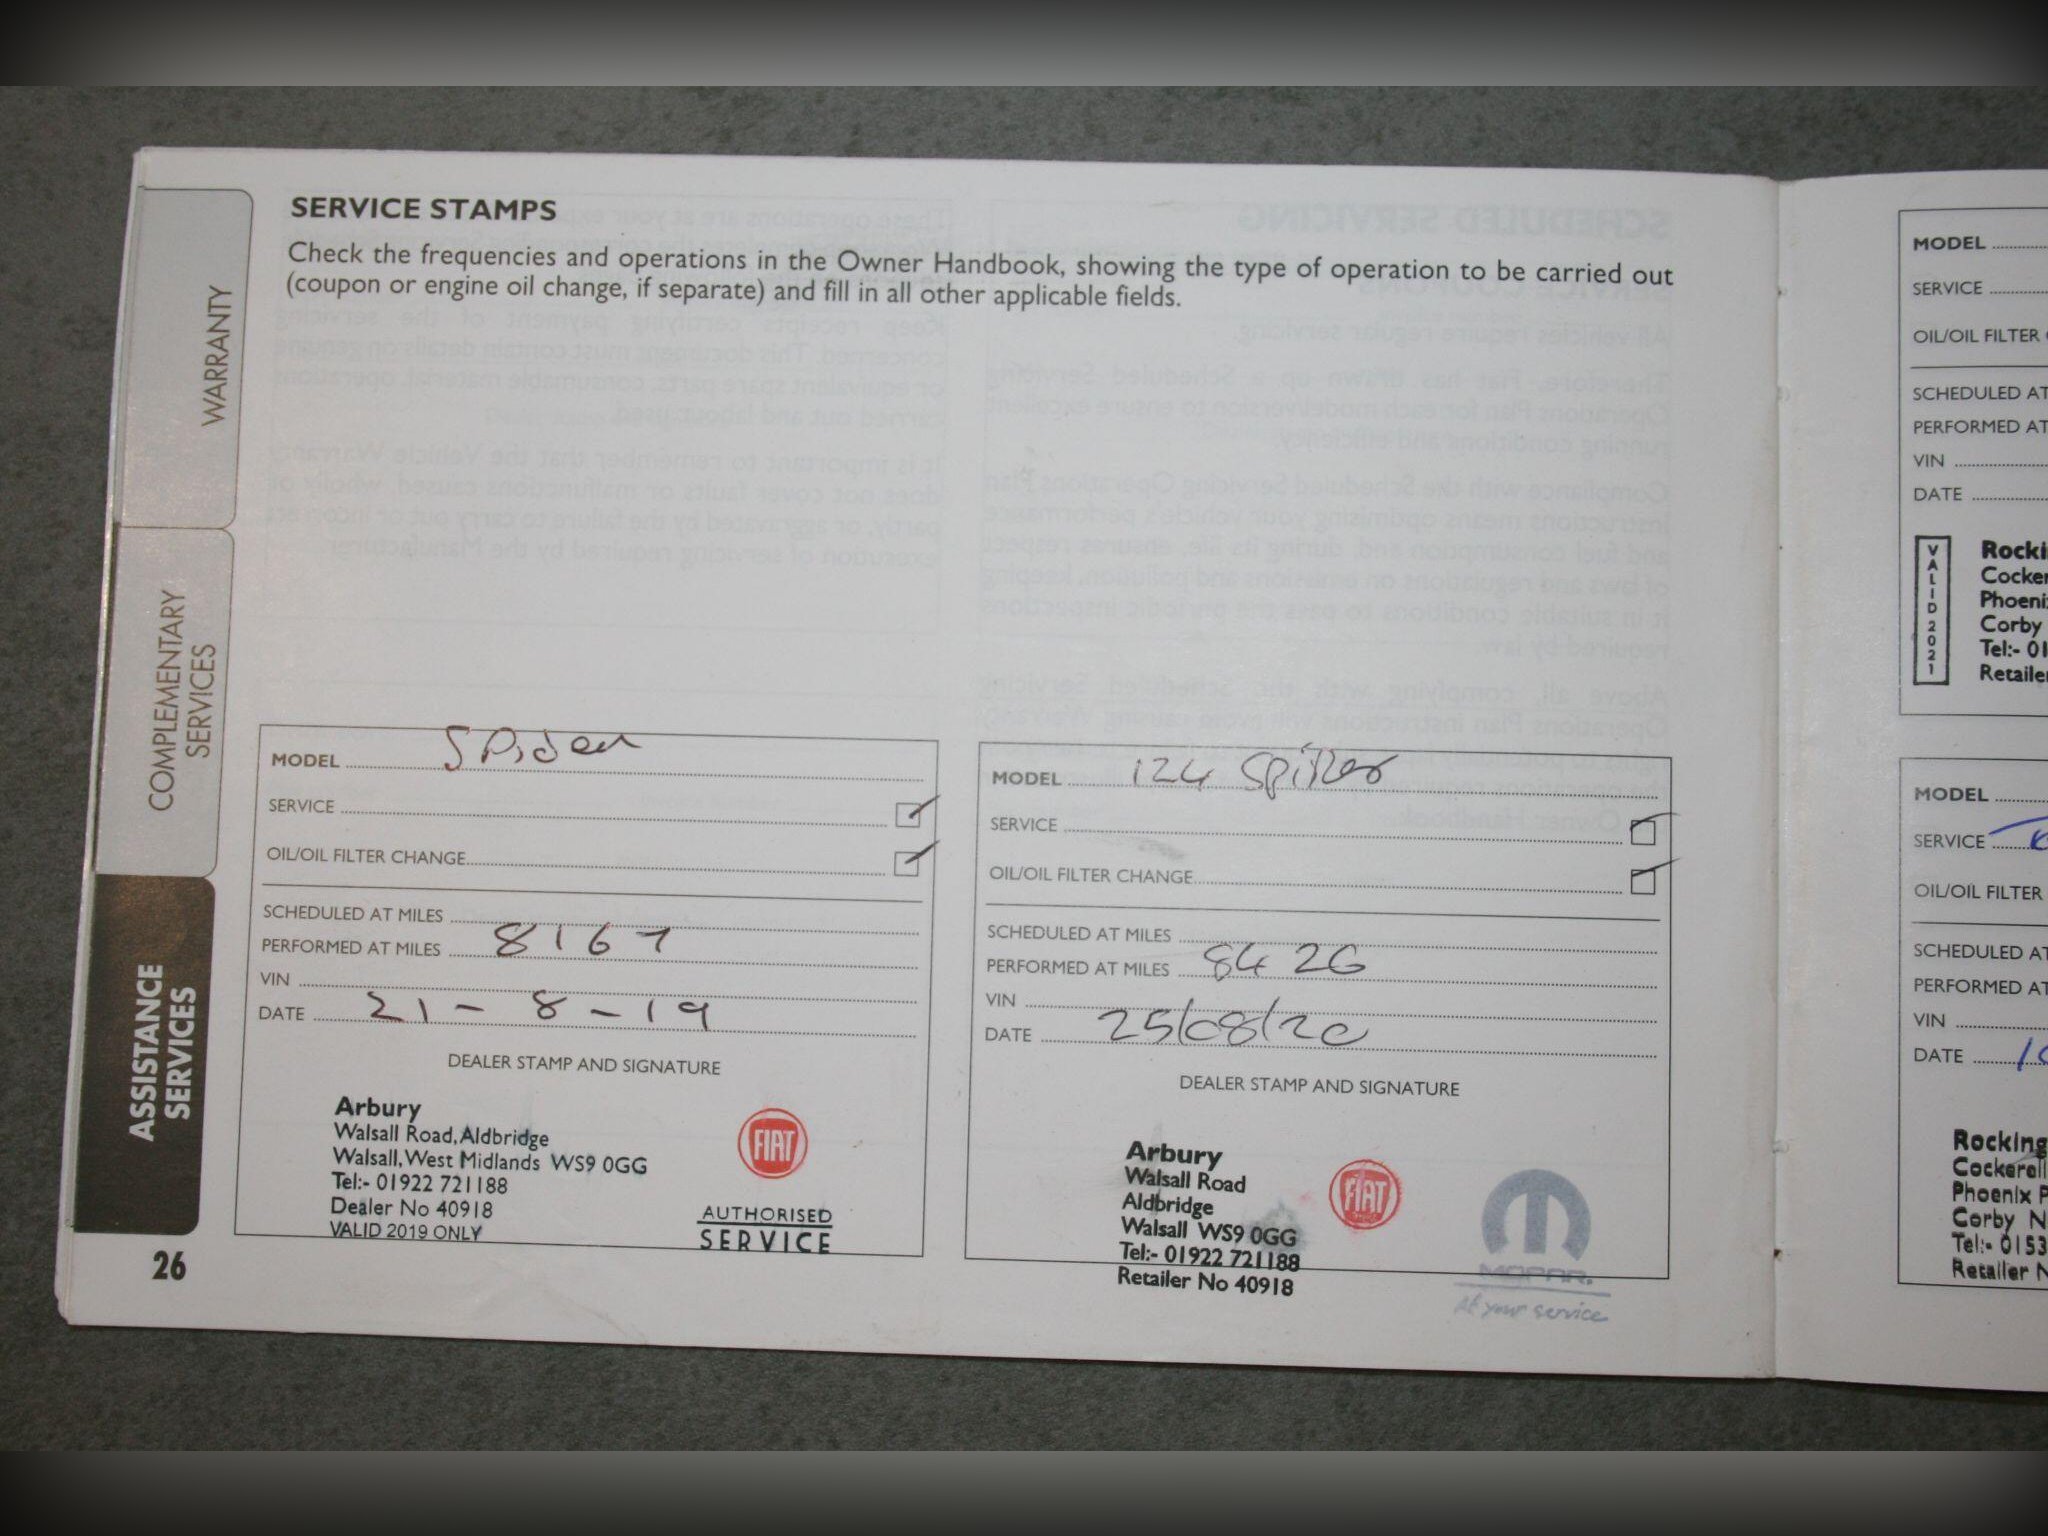 WARRANTY
COMPLEMENTARY
SERVICES
ASSISTANCE
SERVICES
26
SERVICE STAMPS
Check the frequencies and operations in the Owner Handbook, showing the type of operation to be carried out
(coupon or engine oil change, if separate) and fill in all other applicable fields.
MODEL Spider
SERVICE
OIL/OIL FILTER CHANGE
SCHEDULED AT MILES
PERFORMED AT MILES 8167
VIN
DATE 21-8-19
DEALER STAMP AND SIGNATURE
Arbury
Walsall Road, Aldbridge
Walsall, West Midlands WS9 0GG
Tel:- 01922 721188
Dealer No 40918
VALID 2019 ONLY
FIAT
AUTHORISED
SERVICE
MODEL 124 Spider
SERVICE
OIL/OIL FILTER CHANGE
SCHEDULED AT MILES
PERFORMED AT MILES 8426
VIN
DATE 25/08/20
DEALER STAMP AND SIGNATURE
Arbury
Walsall Road
Aldbridge
Walsall WS9 0GG
Tel:- 01922 721188
Retailer No 40918
FIAT
MOPAR.
At your service
MODEL
SERVICE
OIL/OIL FILTER
SCHEDULED AT
PERFORMED AT
VIN
DATE
VALID 2021
Corby
Tel:- 01
MODEL
SERVICE
OIL/OIL FILTER
SCHEDULED AT
PERFORMED AT
VIN
DATE
Rocking
Phoenix P
Corby N
Tel:- 0153
Retailer N